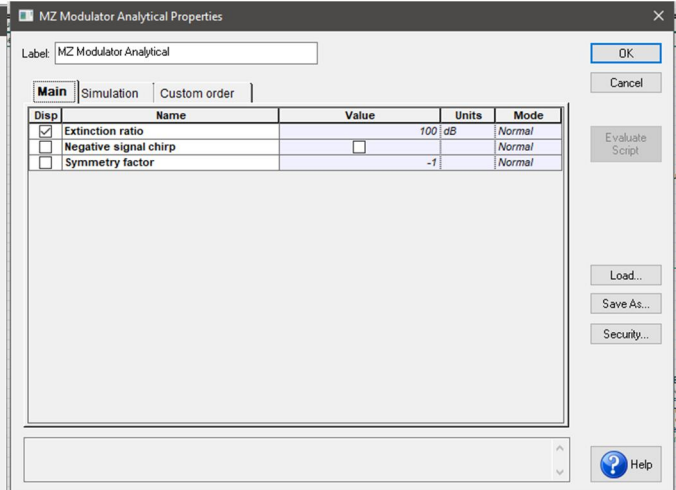 MZ Modulator Analytical Properties
Label: MZ Modulator Analytical
OK
Cancel
Main Simulation Custom order
Disp Name Value Units Mode
Extinction ratio 100 dB Normal
Negative signal chirp Normal
Symmetry factor -1 Normal
Evaluate
Script
Load...
Save As...
Security...
Help